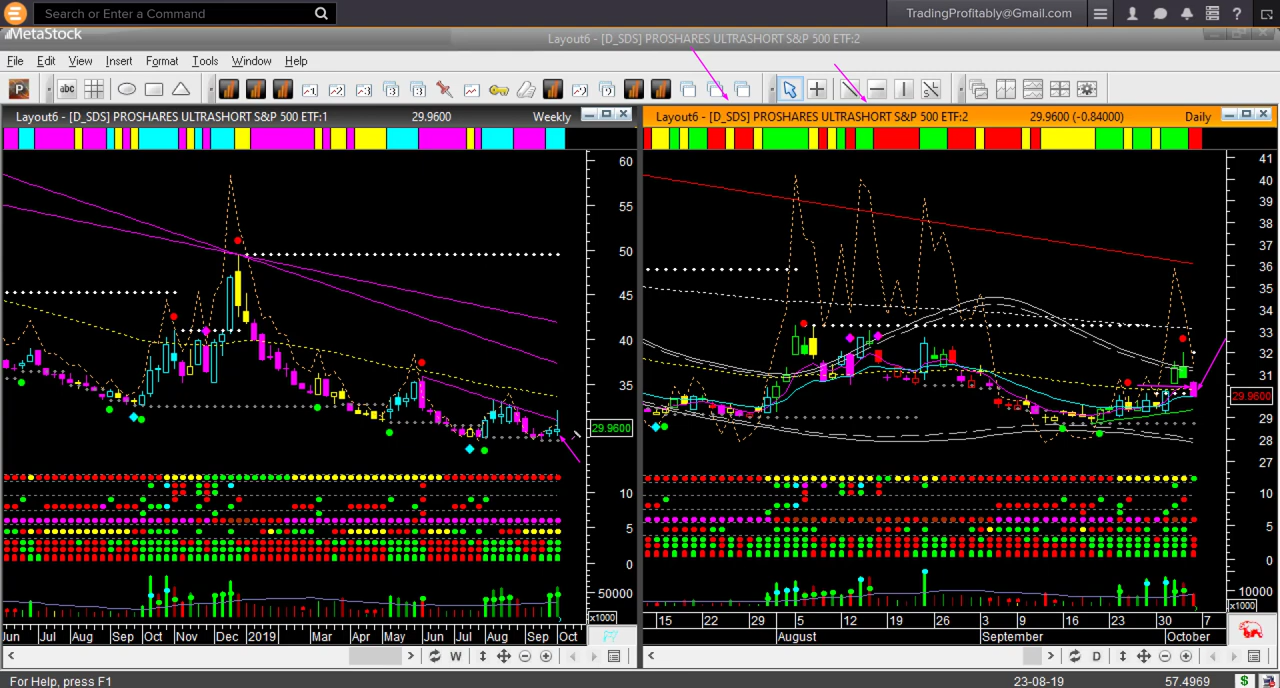 Search or Enter a Command
TradingProfitably@Gmail.com
?
MetaStock
Layout6 - [D_SDS] PROSHARES ULTRASHORT S&P 500 ETF:2
File Edit View Insert Format Tools Window Help
P abc
Layout6 - [D_SDS] PROSHARES ULTRASHORT S&P 500 ETF:1 29.9600 Weekly
60
55
50
45
40
35
29.9600
10
5
0
50000
x1000
Jun Jul Aug Sep Oct Nov Dec 2019 Mar Apr May Jun Jul Aug Sep Oct
W
Layout6 - [D_SDS] PROSHARES ULTRASHORT S&P 500 ETF:2 29.9600 (-0.84000) Daily
41
40
39
38
37
36
35
34
33
32
31
29.9600
29
28
27
10
5
0
10000
x1000
15 22 29 5 12 19 26 3 9 16 23 30 7
August September October
D
For Help, press F1 23-08-19 57.4969 $